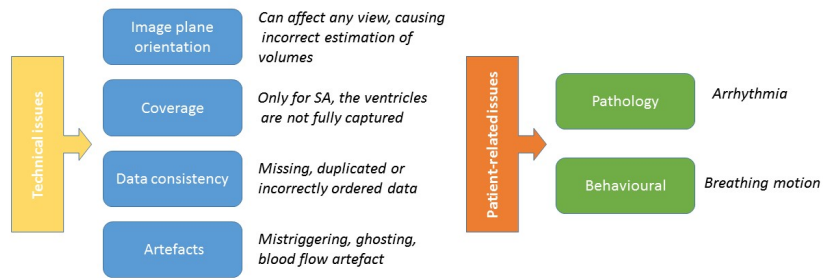 Technical issues
Image plane
orientation
Can affect any view, causing
incorrect estimation of
volumes
Coverage
Only for SA, the ventricles
are not fully captured
Data consistency
Missing, duplicated or
incorrectly ordered data
Artefacts
Mistriggering, ghosting,
blood flow artefact
Patient-related issues
Pathology
Arrhythmia
Behavioural
Breathing motion